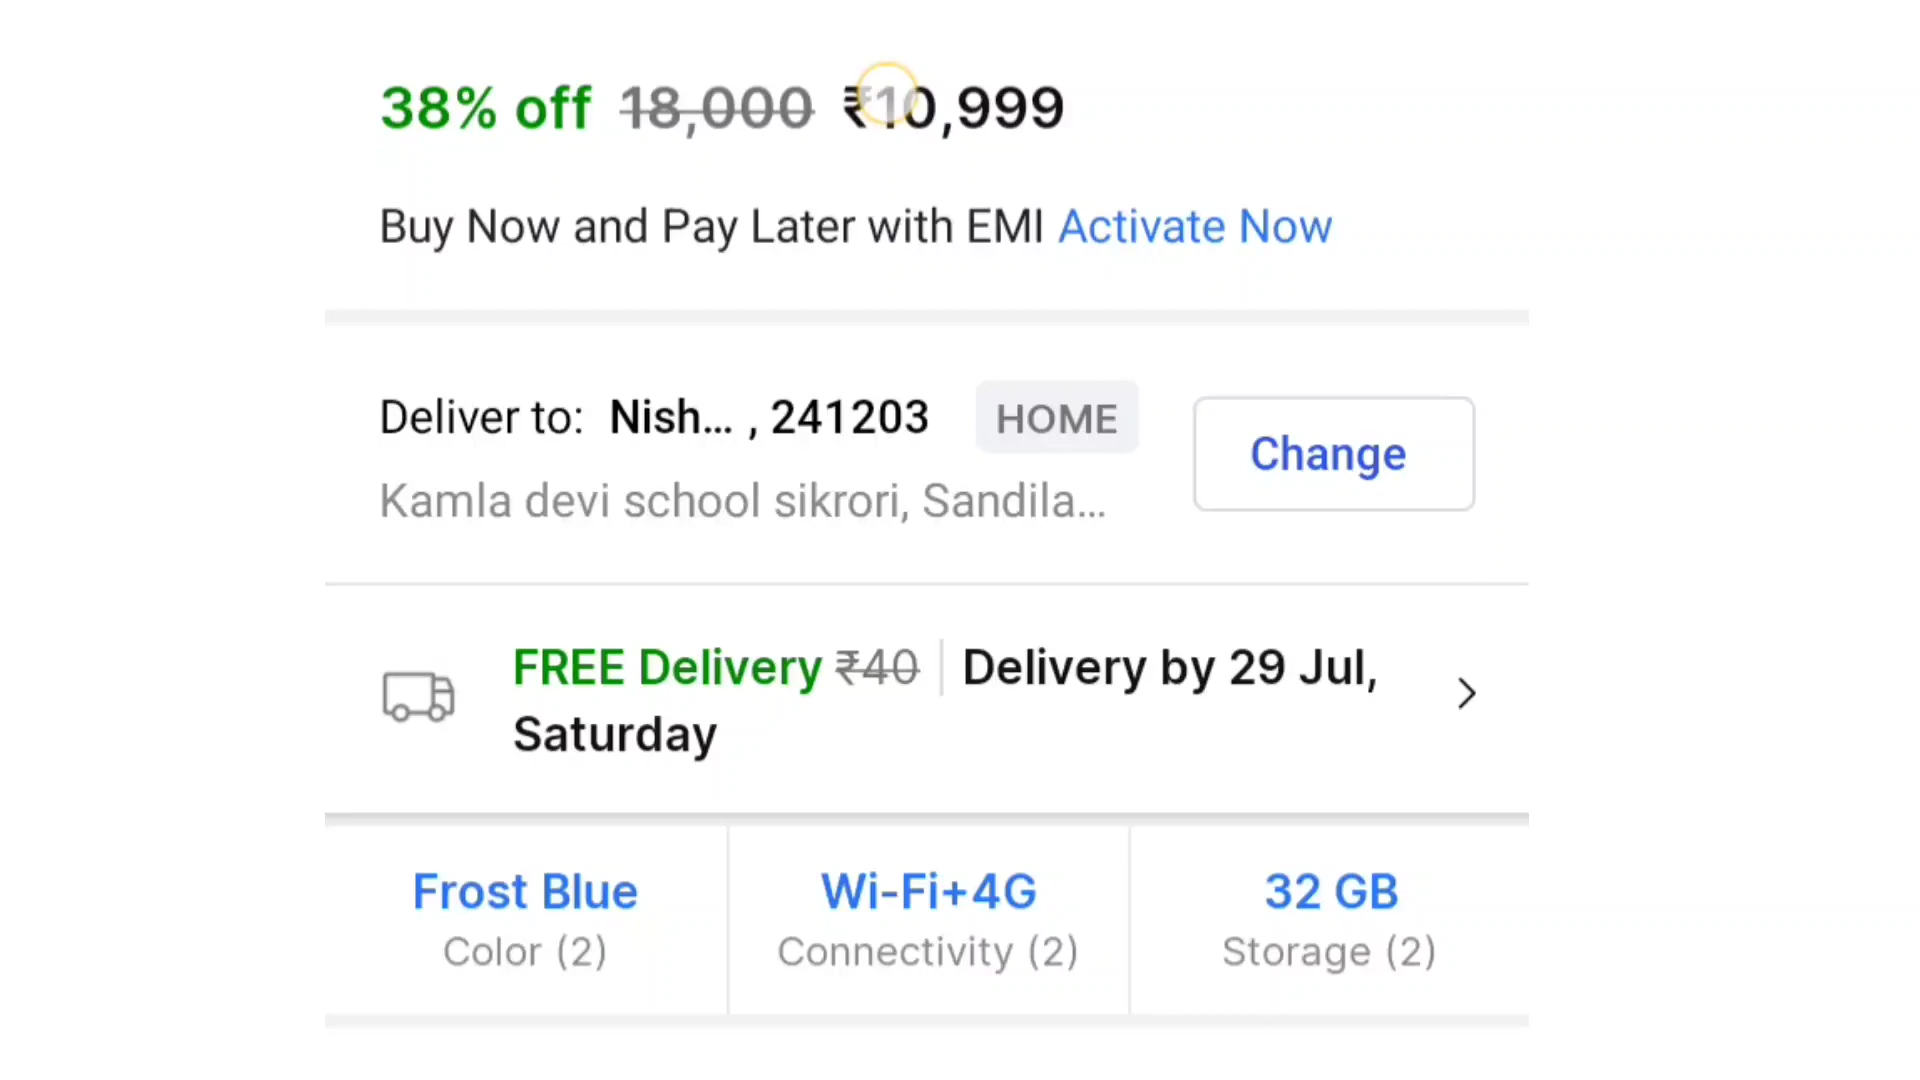 38% off 18,000 ₹10,999
Buy Now and Pay Later with EMI Activate Now
Deliver to: Nish... , 241203 HOME
Change
Kamla devi school sikrori, Sandila...
FREE Delivery ₹40 Delivery by 29 Jul,
Saturday
Frost Blue Wi-Fi+4G 32 GB
Color (2) Connectivity (2) Storage (2)